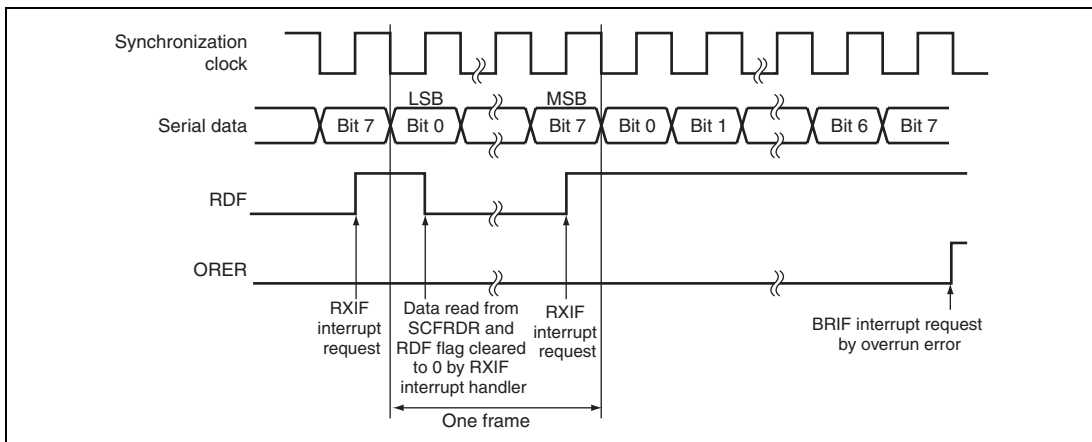 Synchronization
clock
LSB
MSB
Serial data
Bit 7
Bit 0
Bit 7
Bit 0
Bit 1
Bit 6
Bit 7
RDF
ORER
RXIF
interrupt
request
Data read from
SCFRDR and
RDF flag cleared
to 0 by RXIF
interrupt handler
RXIF
interrupt
request
BRIF interrupt request
by overrun error
One frame